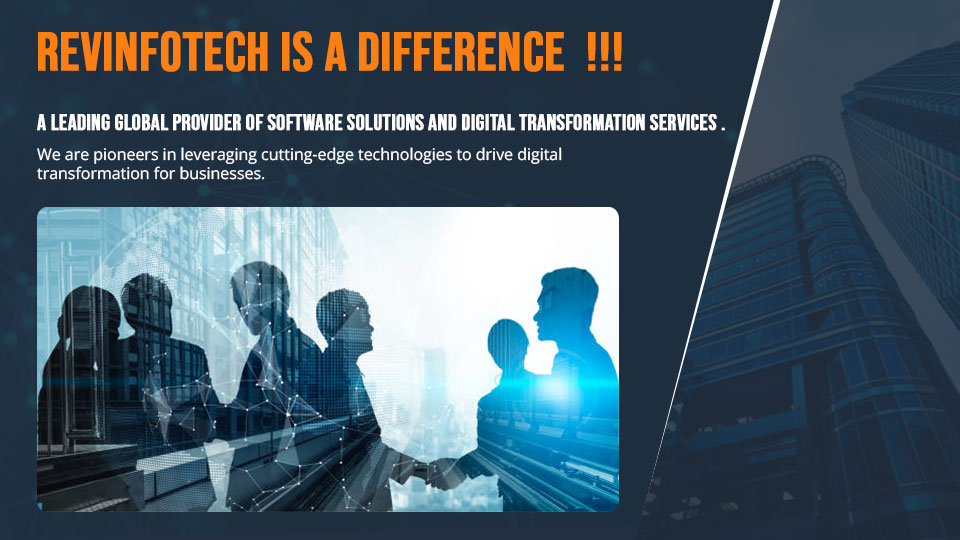 REVINFOTECH IS A DIFFERENCE !!!
A LEADING GLOBAL PROVIDER OF SOFTWARE SOLUTIONS AND DIGITAL TRANSFORMATION SERVICES .
We are pioneers in leveraging cutting-edge technologies to drive digital
transformation for businesses.